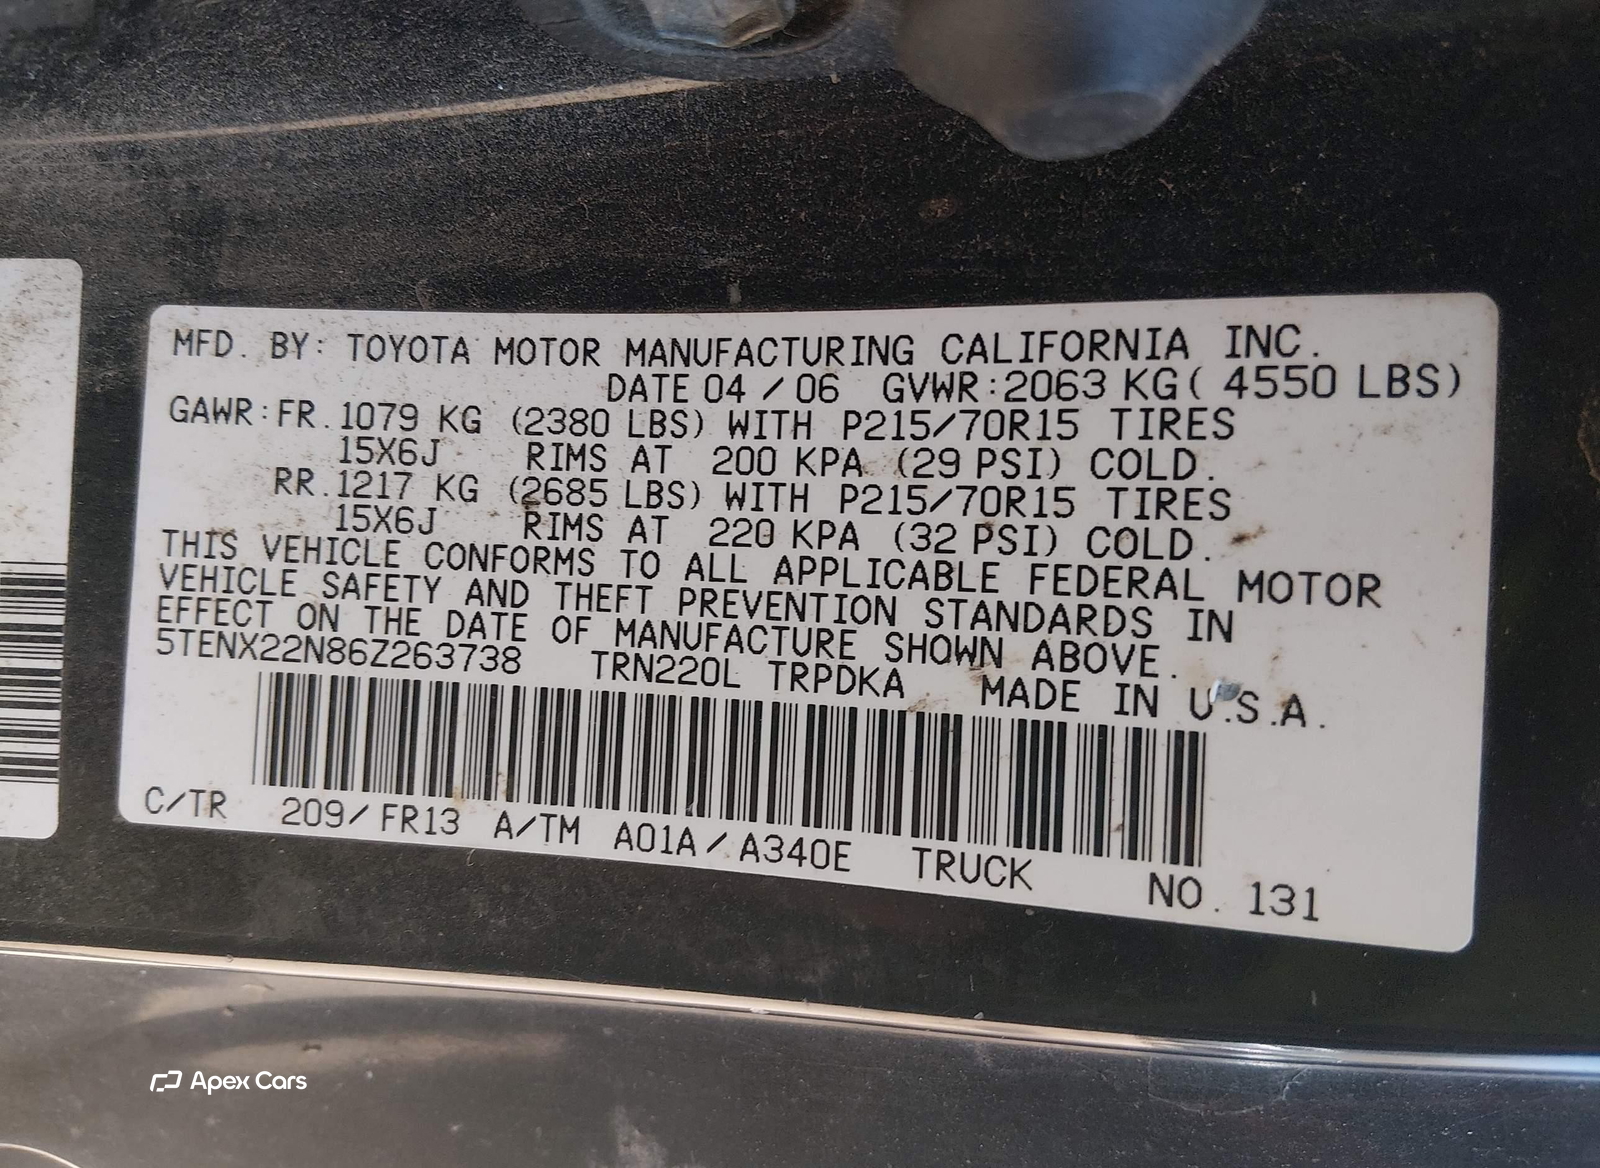 MFD. BY: TOYOTA MOTOR MANUFACTURING CALIFORNIA INC.
DATE 04 / 06 GVWR:2063 KG( 4550 LBS)
GAWR:FR.1079 KG (2380 LBS) WITH P215/70R15 TIRES
15X6J RIMS AT 200 KPA (29 PSI) COLD.
RR.1217 KG (2685 LBS) WITH P215/70R15 TIRES
15X6J RIMS AT 220 KPA (32 PSI) COLD.
THIS VEHICLE CONFORMS TO ALL APPLICABLE FEDERAL MOTOR
VEHICLE SAFETY AND THEFT PREVENTION STANDARDS IN
EFFECT ON THE DATE OF MANUFACTURE SHOWN ABOVE.
5TENX22N86Z263738 TRN220L TRPDKA MADE IN U.S.A.
C/TR 209/FR13 A/TM A01A/A340E TRUCK NO. 131
Apex Cars